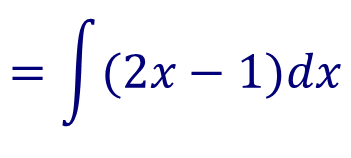 = ∫(2x − 1)dx